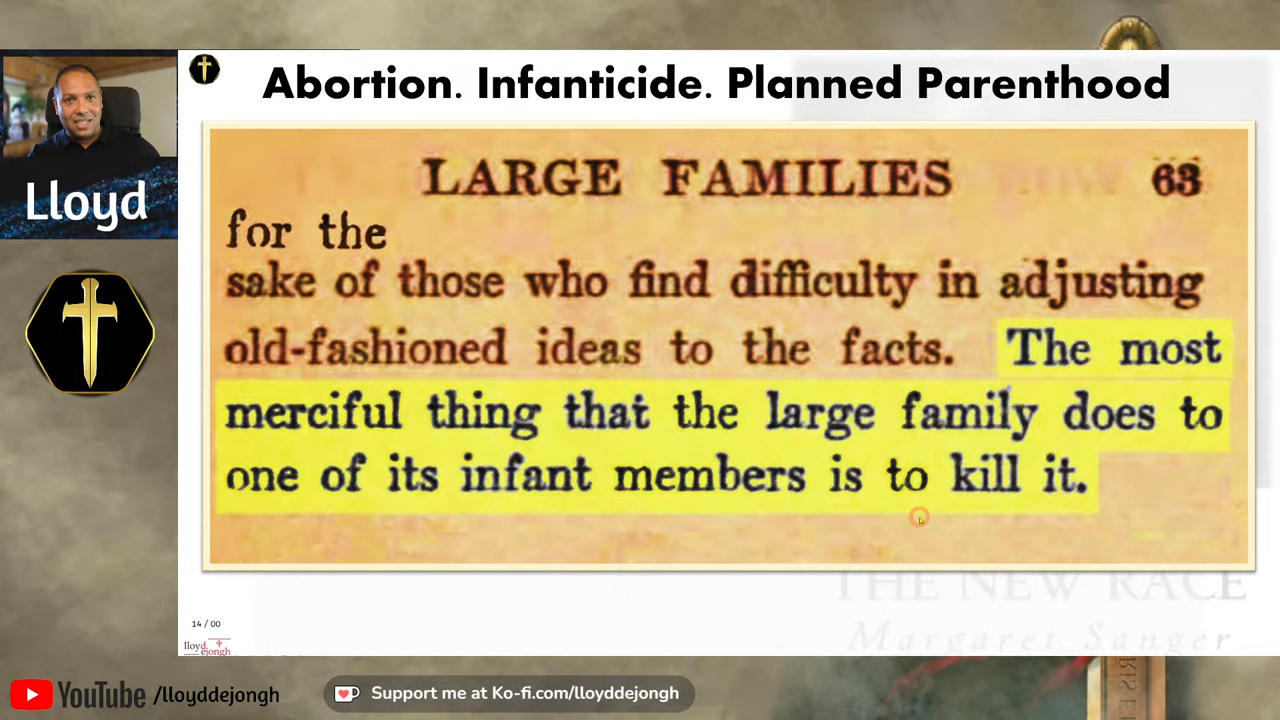 Abortion. Infanticide. Planned Parenthood
Lloyd
LARGE FAMILIES 63
for the
sake of those who find difficulty in adjusting
old-fashioned ideas to the facts. The most
merciful thing that the large family does to
one of its infant members is to kill it.
THE NEW RACE
Margaret Sanger
14 / 00
lloyd
ejongh
YouTube /lloyddejongh
Support me at Ko-fi.com/lloyddejongh